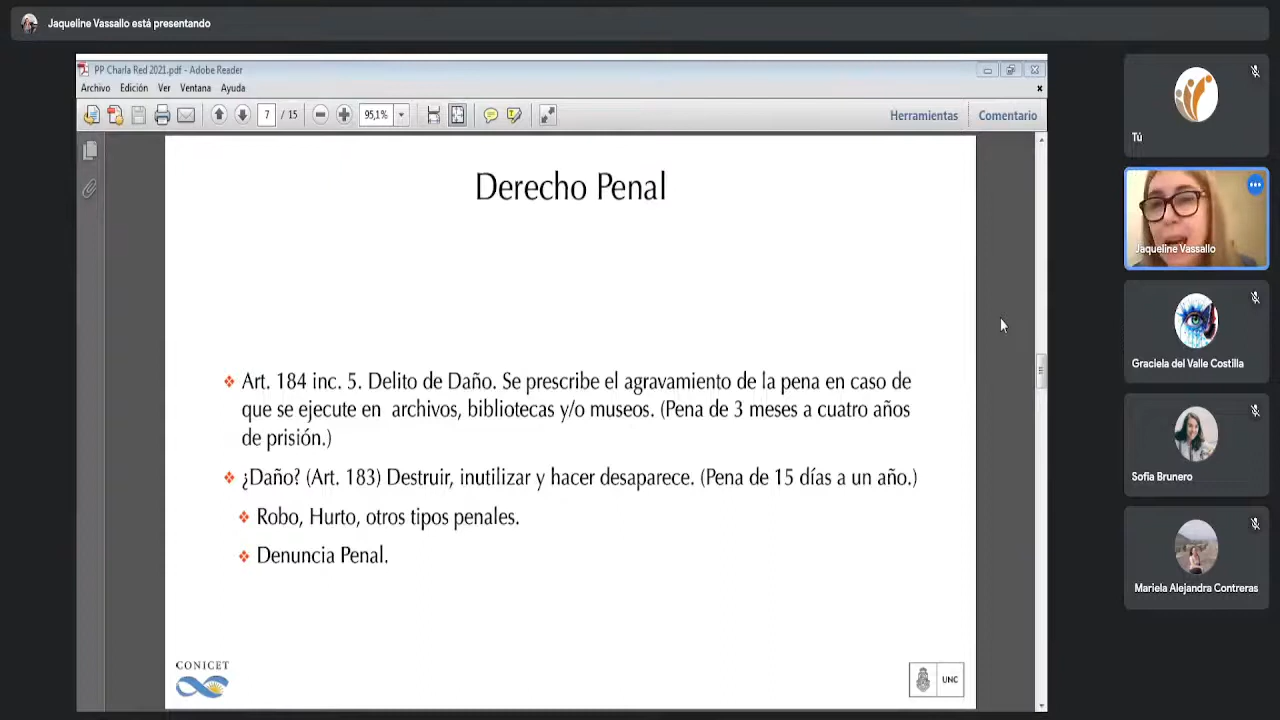 Jaqueline Vassallo está presentando
PP Charla Red 2021.pdf - Adobe Reader
Archivo Edición Ver Ventana Ayuda
7 / 15 95,1% Herramientas Comentario
Derecho Penal
Art. 184 inc. 5. Delito de Daño. Se prescribe el agravamiento de la pena en caso de
que se ejecute en archivos, bibliotecas y/o museos. (Pena de 3 meses a cuatro años
de prisión.)
¿Daño? (Art. 183) Destruir, inutilizar y hacer desaparece. (Pena de 15 días a un año.)
Robo, Hurto, otros tipos penales.
Denuncia Penal.
CONICET
UNC
Tú
Jaqueline Vassallo
Graciela del Valle Costilla
Sofia Brunero
Mariela Alejandra Contreras